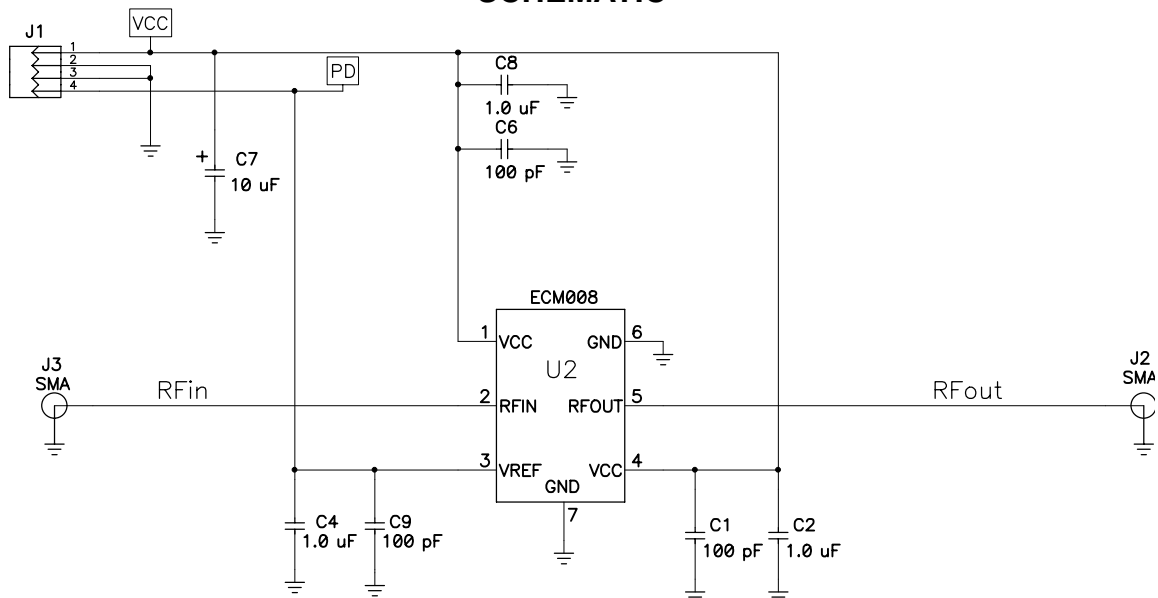 SCHEMATIC
J1
VCC
1
2
3
4
PD
C8
1.0 uF
C6
100 pF
+ C7
10 uF
ECM008
1 VCC
GND 6
U2
J3
SMA
RFin
2 RFIN
RFOUT 5
RFout
J2
SMA
3 VREF
VCC 4
GND
7
C4
1.0 uF
C9
100 pF
C1
100 pF
C2
1.0 uF